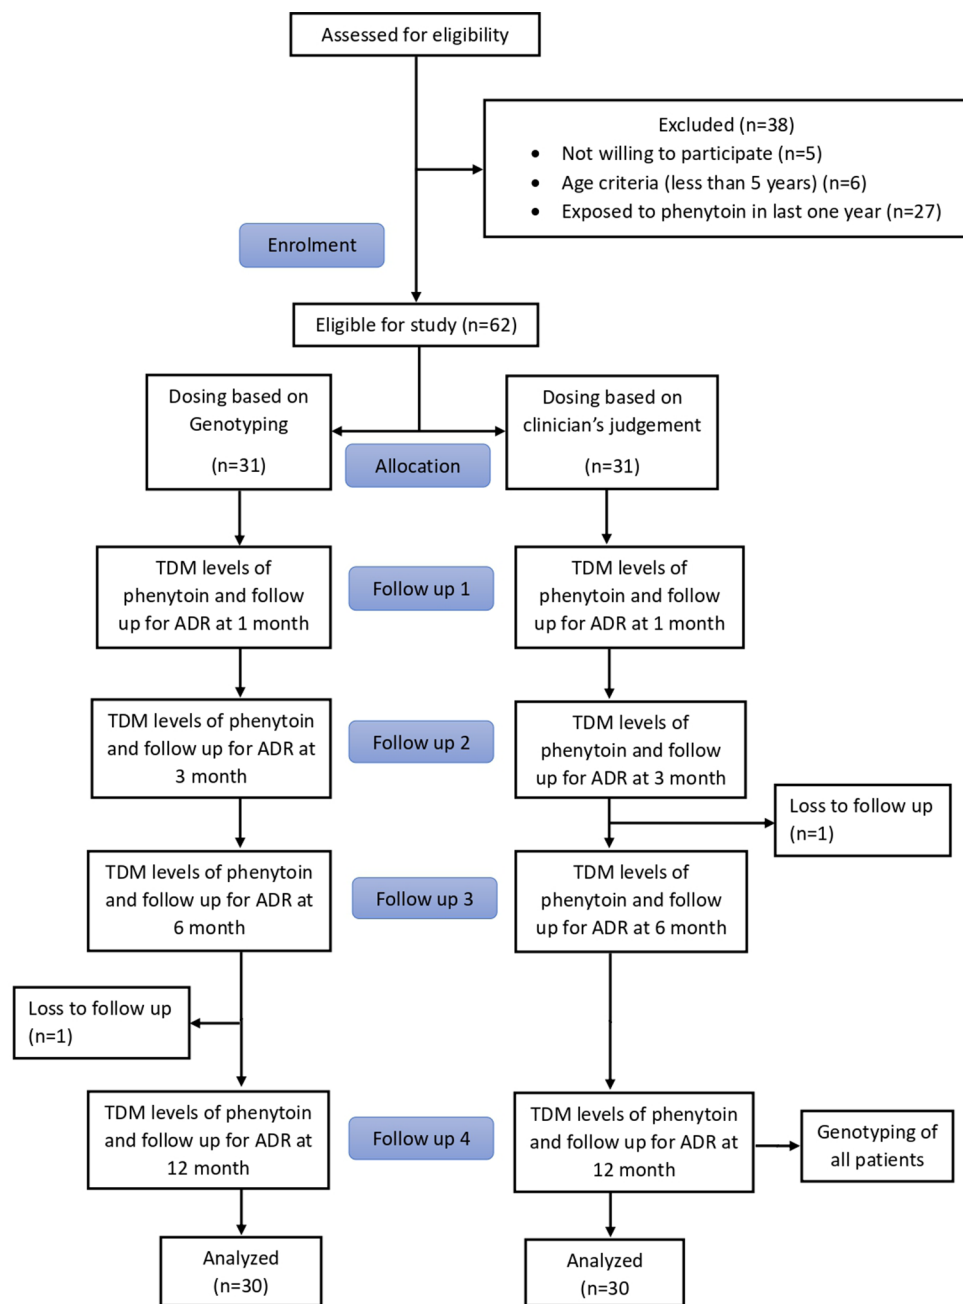 Assessed for eligibility
Excluded (n=38)
• Not willing to participate (n=5)
• Age criteria (less than 5 years) (n=6)
• Exposed to phenytoin in last one year (n=27)
Enrolment
Eligible for study (n=62)
Dosing based on
Genotyping
(n=31)
Dosing based on
clinician's judgement
(n=31)
Allocation
TDM levels of
phenytoin and follow
up for ADR at 1 month
Follow up 1
TDM levels of
phenytoin and follow
up for ADR at 1 month
TDM levels of phenytoin
and follow up for ADR at
3 month
Follow up 2
TDM levels of
phenytoin and follow
up for ADR at 3 month
Loss to follow up
(n=1)
TDM levels of phenytoin
and follow up for ADR at
6 month
Follow up 3
TDM levels of
phenytoin and follow
up for ADR at 6 month
Loss to follow up
(n=1)
TDM levels of phenytoin
and follow up for ADR at
12 month
Follow up 4
TDM levels of phenytoin
and follow up for ADR at
12 month
Genotyping of
all patients
Analyzed
(n=30)
Analyzed
(n=30